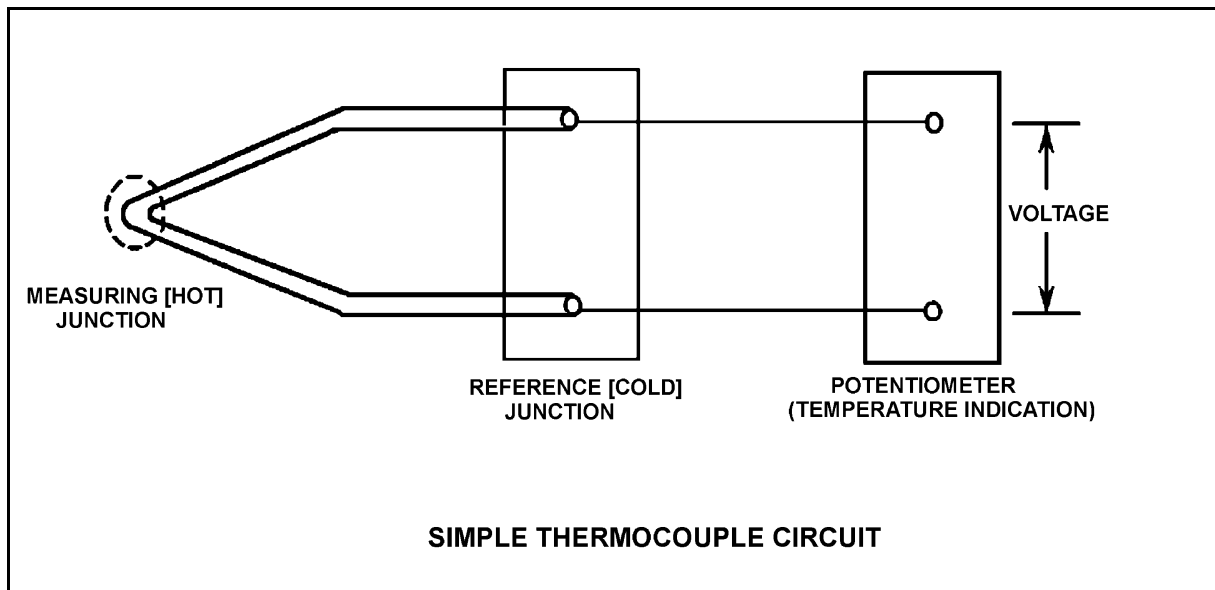 VOLTAGE
MEASURING [HOT]
JUNCTION
REFERENCE [COLD]
JUNCTION
POTENTIOMETER
(TEMPERATURE INDICATION)
SIMPLE THERMOCOUPLE CIRCUIT